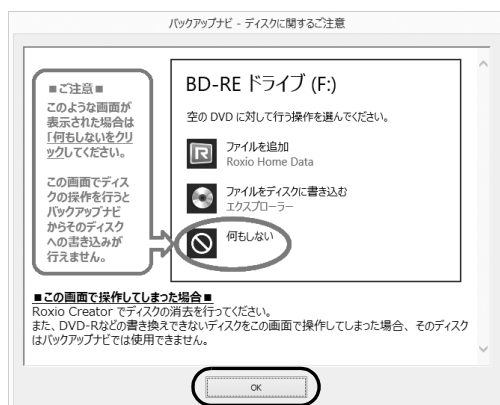 バックアップナビ - ディスクに関するご注意
■ご注意■
このような画面が
表示された場合は
「何もしないをクリ
ックしてください。
この画面でディス
クの操作を行うと
バックアップナビ
からそのディスク
への書き込みが
行えません。
BD-RE ドライブ (F:)
空の DVD に対して行う操作を選んでください。
ファイルを追加
Roxio Home Data
ファイルをディスクに書き込む
エクスプローラー
何もしない
■この画面で操作してしまった場合■
Roxio Creator でディスクの消去を行ってください。
また、DVD-Rなどの書き換えできないディスクをこの画面で操作してしまった場合、そのディスク
はバックアップナビでは使用できません。
OK